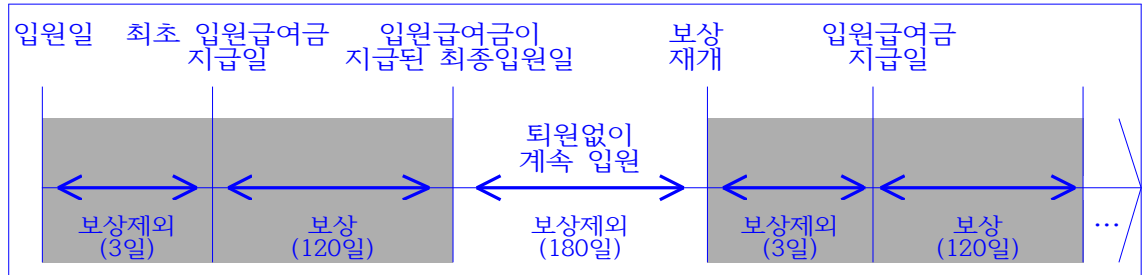 입원일
최초 입원급여금
지급일
입원급여금이
지급된 최종입원일
보상
재개
입원급여금
지급일
퇴원없이
계속 입원
보상제외
(3일)
보상
(120일)
보상제외
(180일)
보상제외
(3일)
보상
(120일)
...